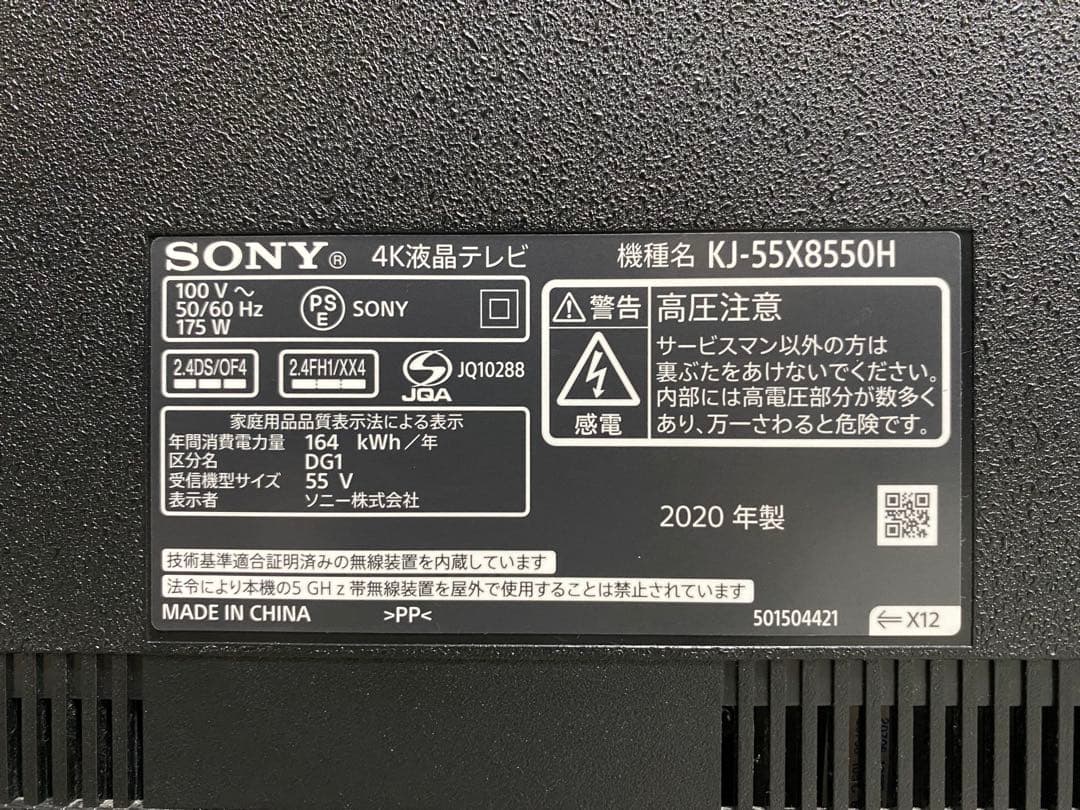 SONY® 4K液晶テレビ
機種名 KJ-55X8550H
100 V ～
50/60 Hz
175 W
PSE
SONY
2.4DS/OF4
2.4FH1/XX4
JQA
JQ10288
家庭用品品質表示法による表示
年間消費電力量 164 kWh／年
区分名 DG1
受信機型サイズ 55 V
表示者 ソニー株式会社
警告
感電
高圧注意
サービスマン以外の方は
裏ぶたをあけないでください。
内部には高電圧部分が数多く
あり、万一さわると危険です。
2020 年製
技術基準適合証明済みの無線装置を内蔵しています
法令により本機の5 GHz 帯無線装置を屋外で使用することは禁止されています
MADE IN CHINA >PP<
501504421
←X12